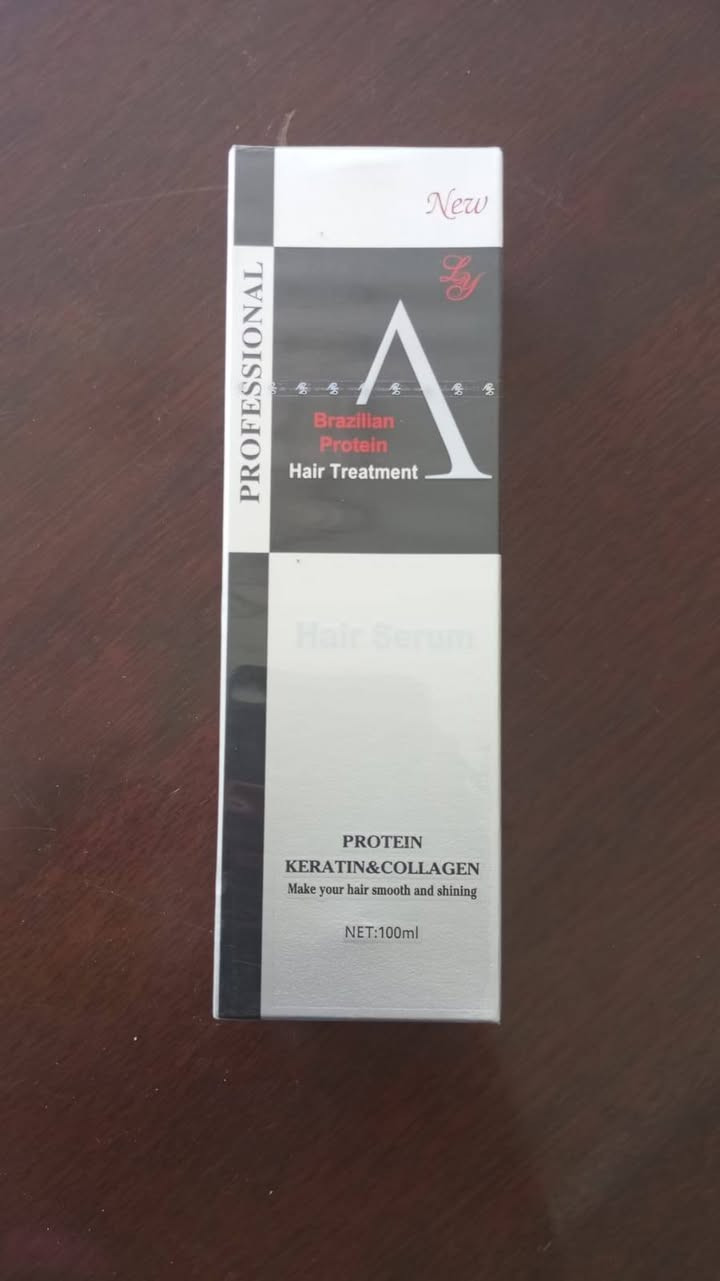 New
LY
PROFESSIONAL
Brazilian
Protein
Hair Treatment
Hair Serum
PROTEIN
KERATIN&COLLAGEN
Make your hair smooth and shining
NET:100ml